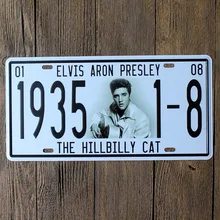 01 ELVIS ARON PRESLEY 08
1935 1-8
THE HILLBILLY CAT